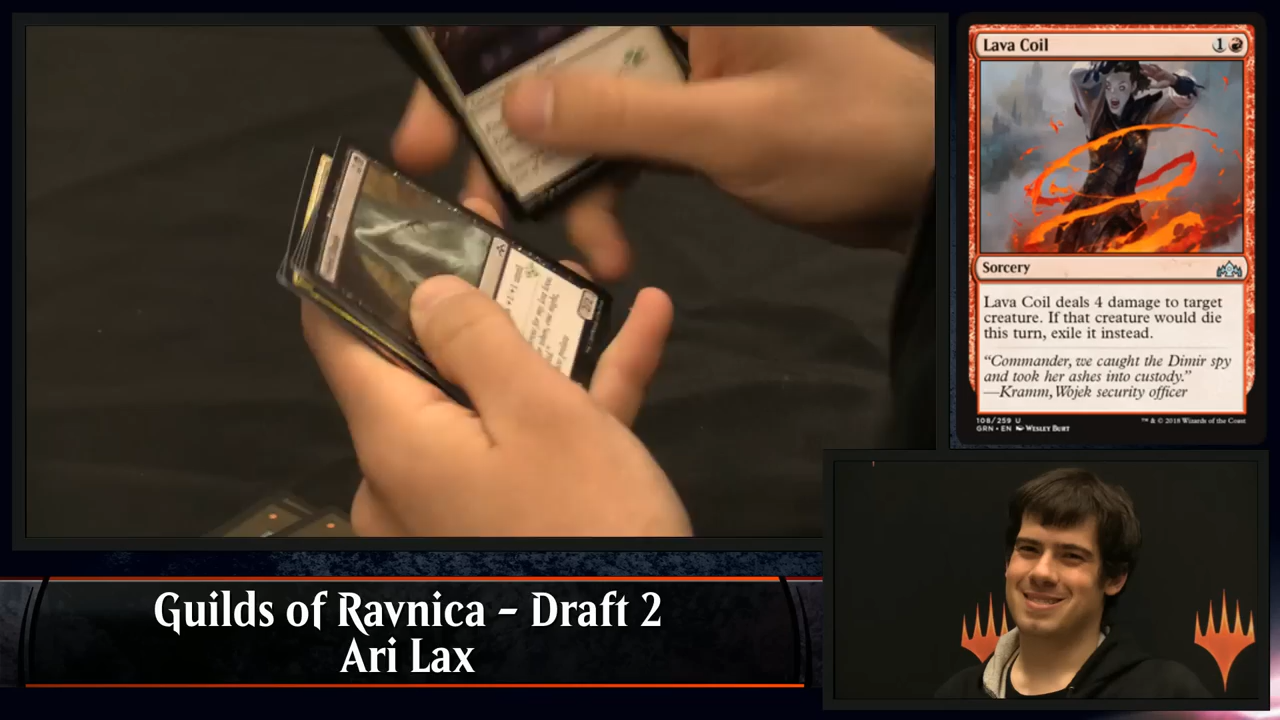 Lava Coil
1
Sorcery
Lava Coil deals 4 damage to target
creature. If that creature would die
this turn, exile it instead.
“Commander, we caught the Dimir spy
and took her ashes into custody.”
—Kramm, Wojek security officer
108/259 U
GRN • EN Wesley Burt
™ & © 2018 Wizards of the Coast
Guilds of Ravnica – Draft 2
Ari Lax